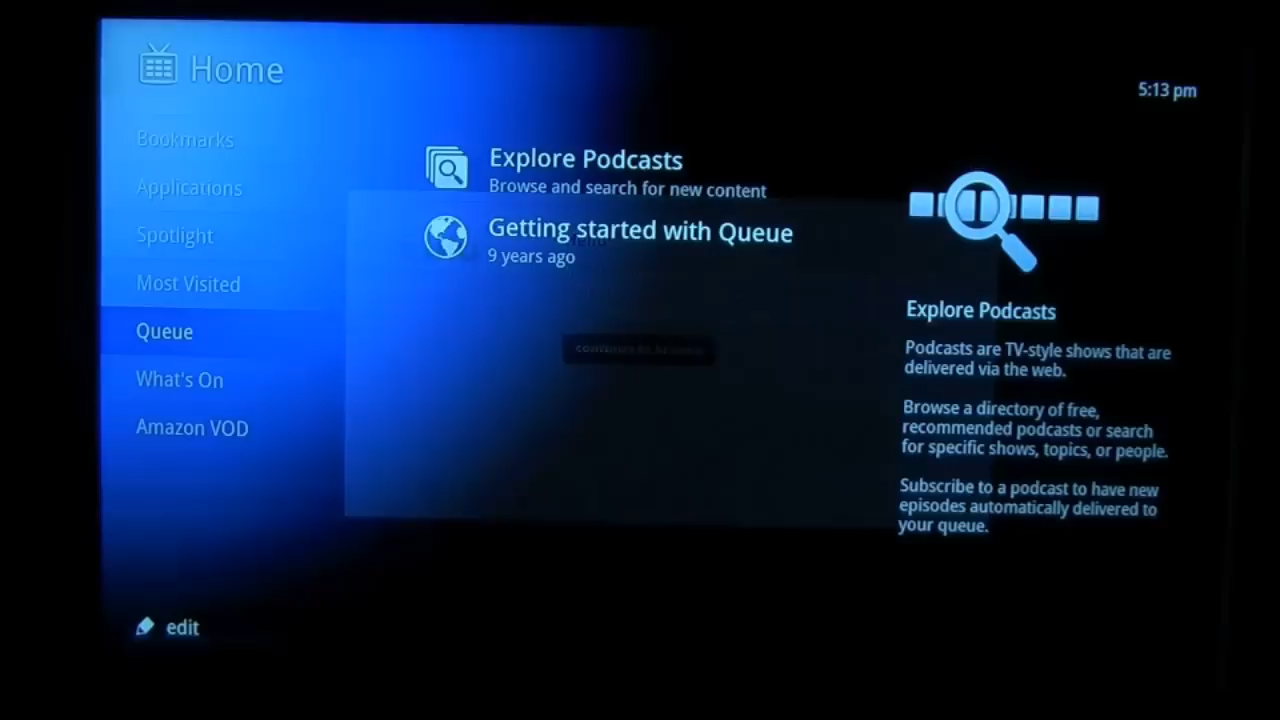 Home
5:13 pm
Bookmarks
Applications
Spotlight
Most Visited
Queue
What's On
Amazon VOD
edit
Explore Podcasts
Browse and search for new content
Getting started with Queue
9 years ago
Explore Podcasts
Podcasts are TV-style shows that are
delivered via the web.
Browse a directory of free,
recommended podcasts or search
for specific shows, topics, or people.
Subscribe to a podcast to have new
episodes automatically delivered to
your queue.